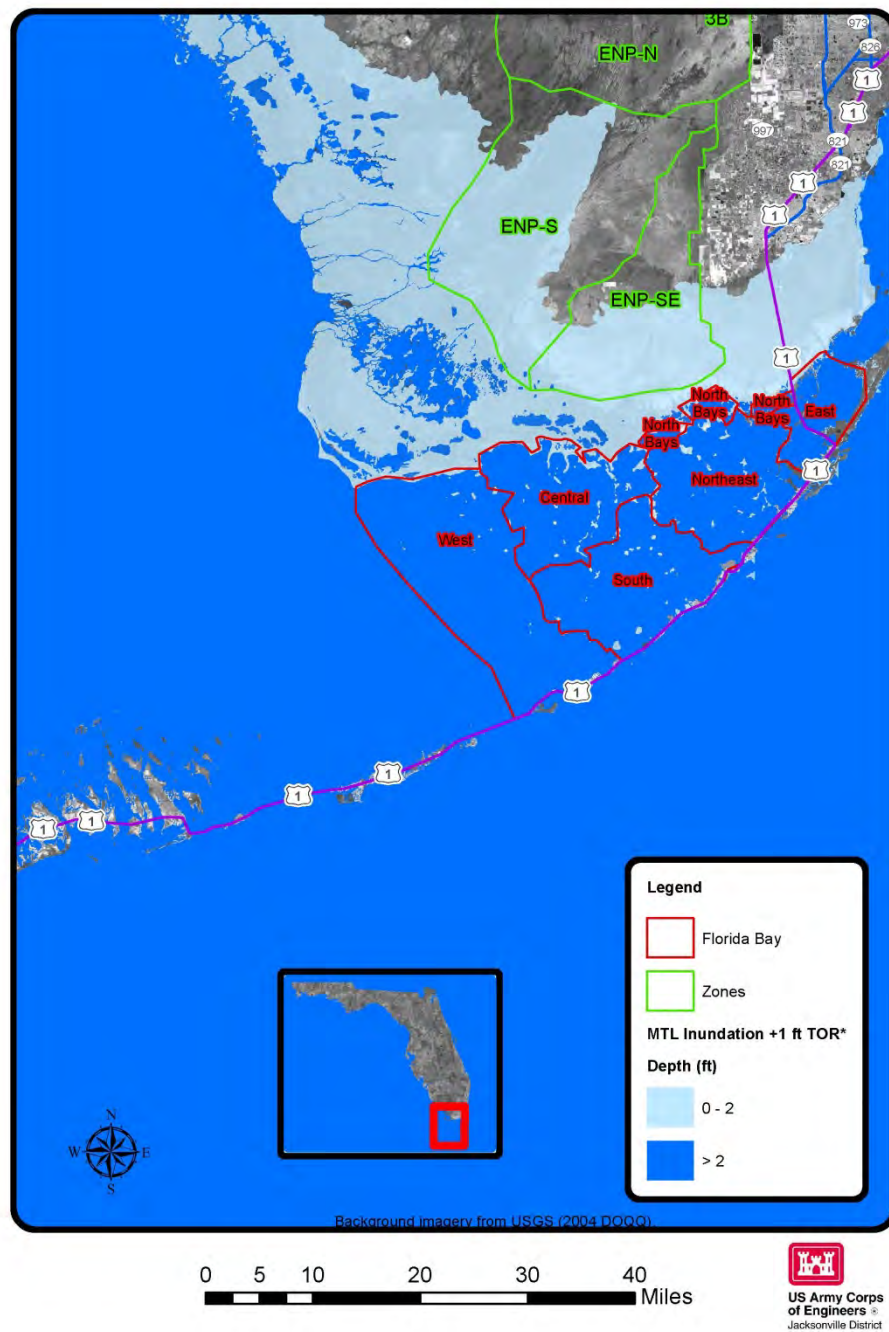 3B
973
ENP-N
826
1
1
997
821
821
1
1
ENP-S
ENP-SE
1
North
Bays
North
Bays
East
North
Bays
1
Northeast
Central
West
South
1
1
1
1
1
Legend
Florida Bay
Zones
MTL Inundation +1 ft TOR*
Depth (ft)
0 - 2
> 2
N
W E
S
Background imagery from USGS (2004 DOQQ)
0 5 10 20 30 40
Miles
US Army Corps
of Engineers ®
Jacksonville District